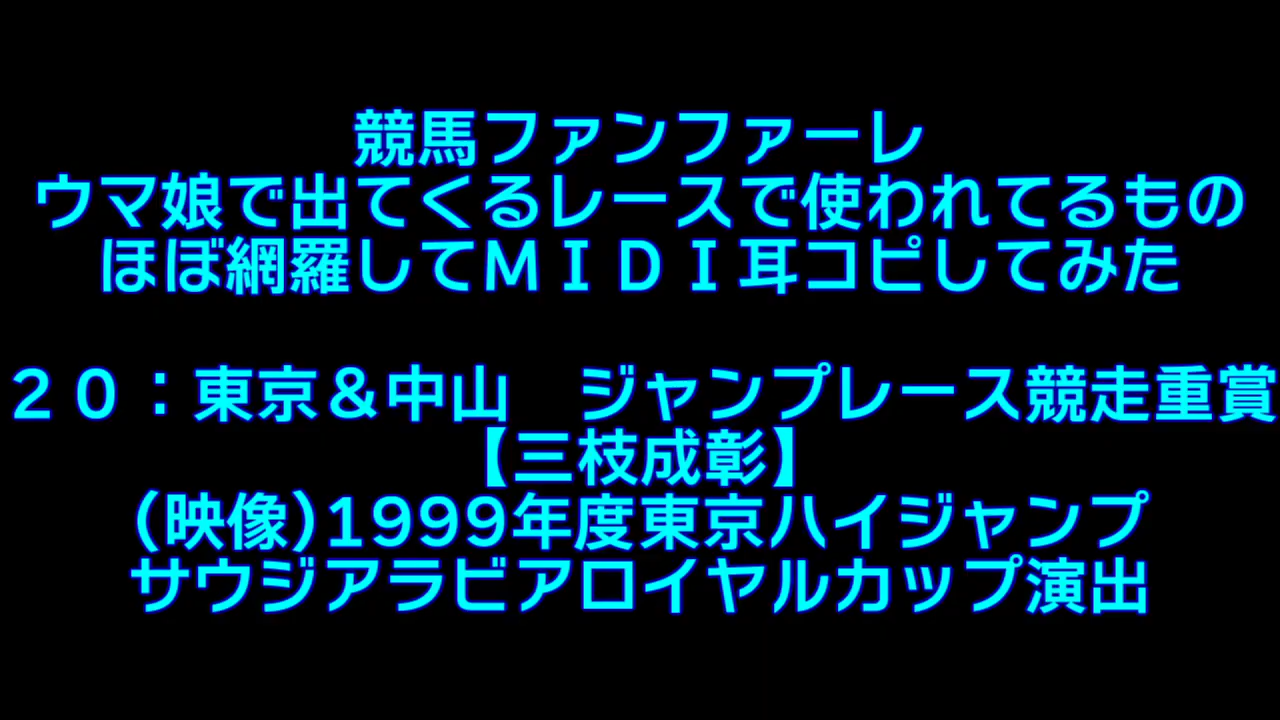 競馬ファンファーレ
ウマ娘で出てくるレースで使われてるもの
ほぼ網羅してＭＩＤＩ耳コピしてみた
２０：東京＆中山　ジャンプレース競走重賞
【三枝成彰】
(映像)1999年度東京ハイジャンプ
サウジアラビアロイヤルカップ演出